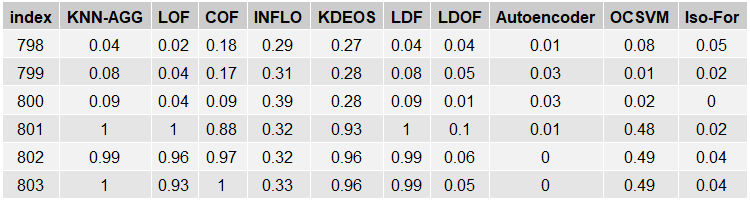 index KNN-AGG LOF COF INFLO KDEOS LDF LDOF Autoencoder OCSVM Iso-For
798 0.04 0.02 0.18 0.29 0.27 0.04 0.04 0.01 0.08 0.05
799 0.08 0.04 0.17 0.31 0.28 0.08 0.05 0.03 0.01 0.02
800 0.09 0.04 0.09 0.39 0.28 0.09 0.01 0.03 0.02 0
801 1 1 0.88 0.32 0.93 1 0.1 0.01 0.48 0.02
802 0.99 0.96 0.97 0.32 0.96 0.99 0.06 0 0.49 0.04
803 1 0.93 1 0.33 0.96 0.99 0.05 0 0.49 0.04